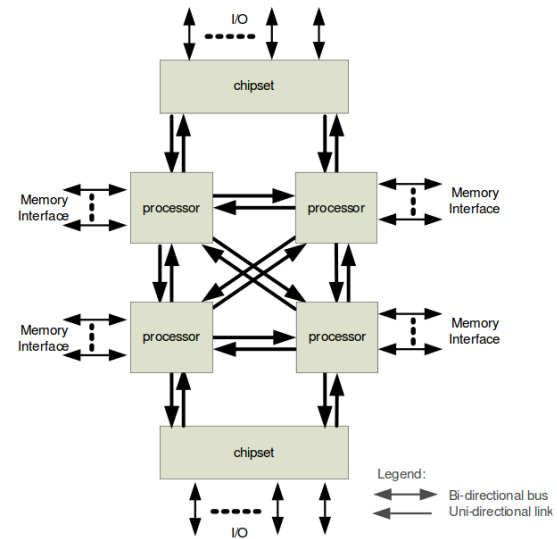 I/O
chipset
Memory
Interface
processor
processor
Memory
Interface
Memory
Interface
processor
processor
Memory
Interface
chipset
I/O
Legend:
Bi-directional bus
Uni-directional link